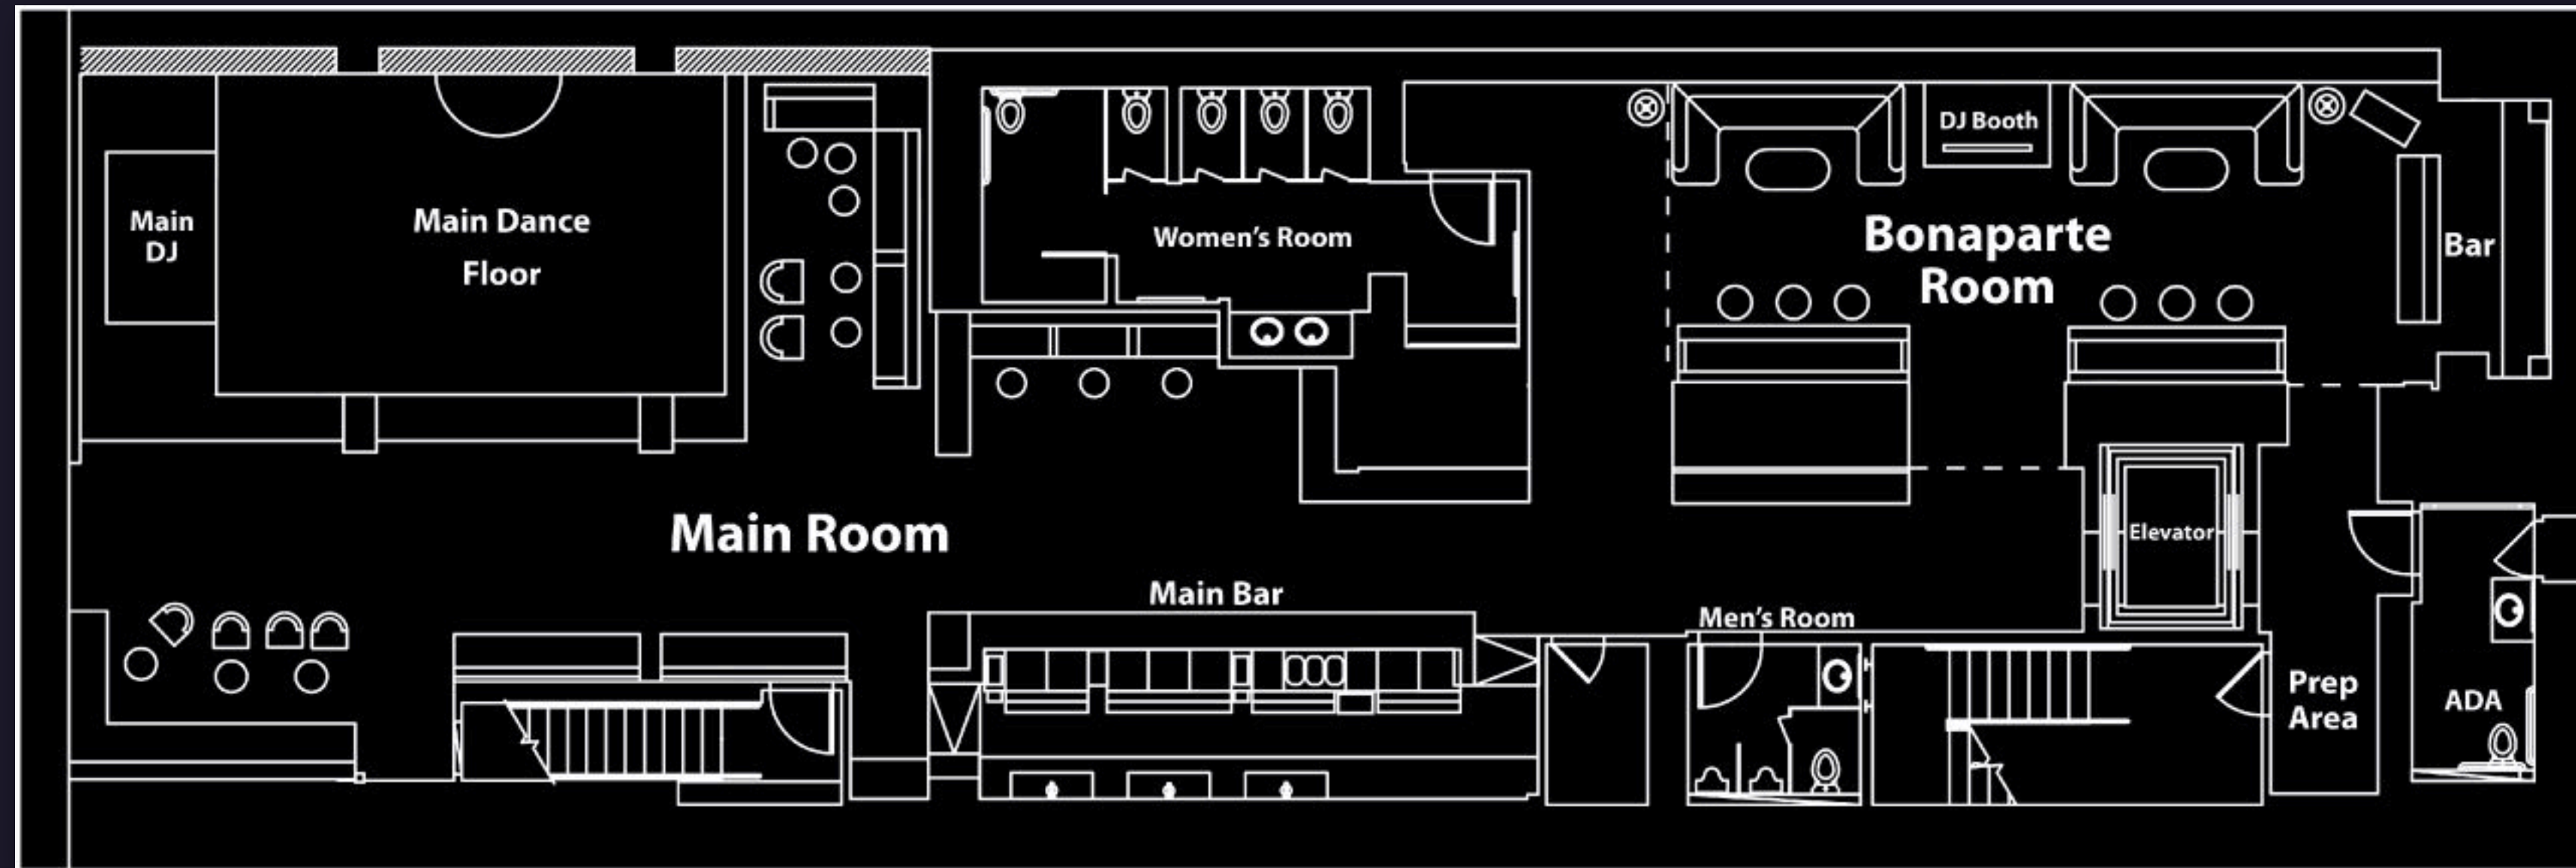 Main
DJ
Main Dance
Floor
Women's Room
DJ Booth
Bonaparte
Room
Bar
Main Room
Main Bar
Men's Room
Elevator
Prep
Area
ADA